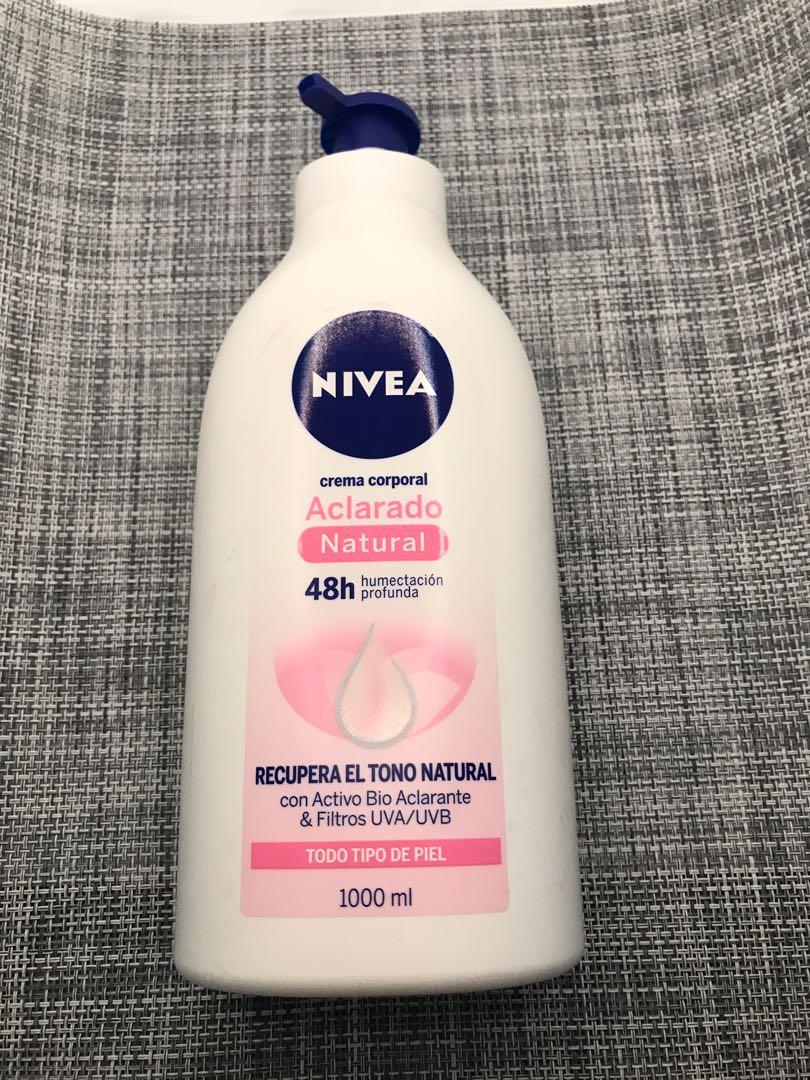 NIVEA
crema corporal
Aclarado
Natural
48h humectación
profunda
RECUPERA EL TONO NATURAL
con Activo Bio Aclarante
& Filtros UVA/UVB
TODO TIPO DE PIEL
1000 ml